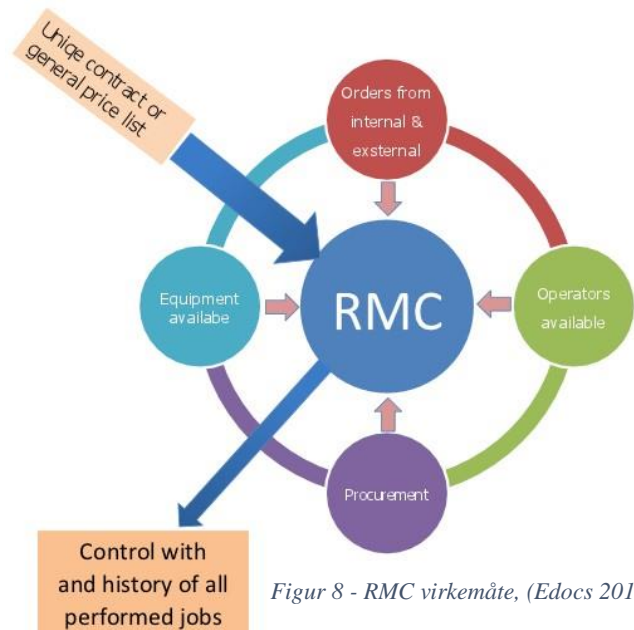 Uniqe contract or
general price list
Orders from
internal &
exsternal
Equipment
availabe
RMC
Operators
available
Procurement
Control with
and history of all
performed jobs
Figur 8 - RMC virkemåte, (Edocs 201